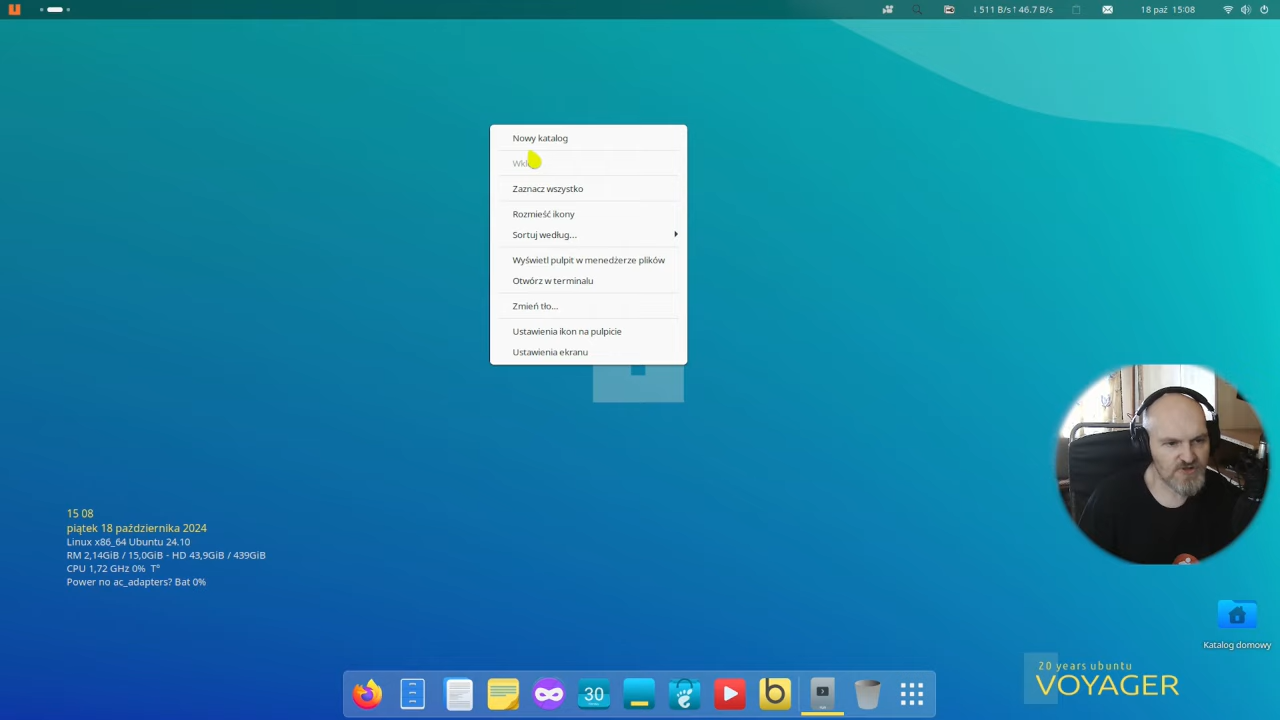 ↓ 511 B/s ↑ 46.7 B/s
18 paź 15:08
Nowy katalog
Zaznacz wszystko
Rozmieść ikony
Sortuj według...
Wyświetl pulpit w menedżerze plików
Otwórz w terminalu
Zmień tło...
Ustawienia ikon na pulpicie
Ustawienia ekranu
15 08
piątek 18 października 2024
Linux x86_64 Ubuntu 24.10
RM 2,14GiB / 15,0GiB - HD 43,9GiB / 439GiB
CPU 1,72 GHz 0% T°
Power no ac_adapters? Bat 0%
Katalog domowy
20 years ubuntu
VOYAGER
30